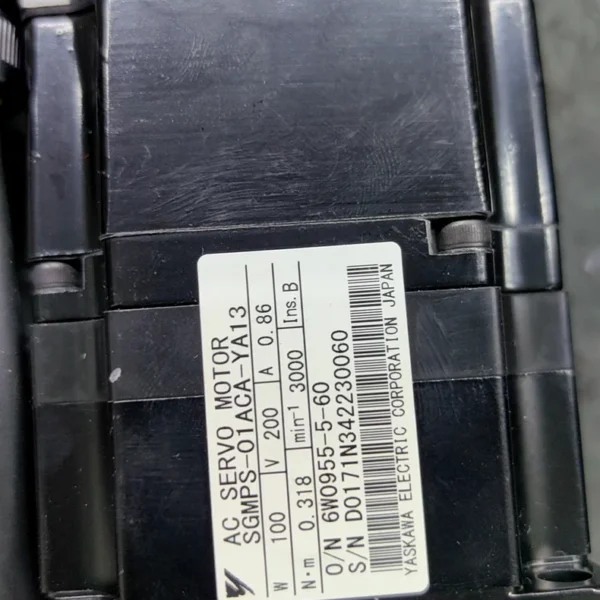 AC SERVO MOTOR
SGMPS-01ACA-YA13
W 100 V 200 A 0.86
N·m 0.318 min-1 3000 Ins. B
O/N 6W0955-5-60
S/N D0171N342230060
YASKAWA ELECTRIC CORPORATION JAPAN